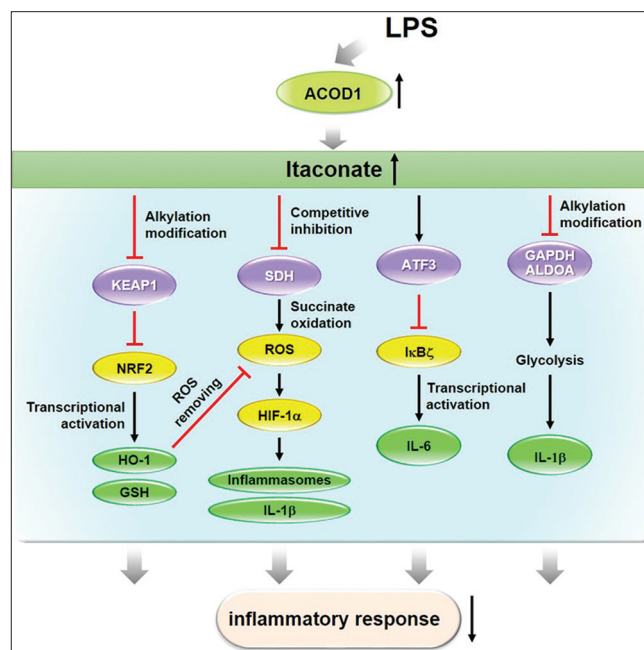 LPS
ACOD1
Itaconate
Alkylation
modification
Competitive
inhibition
Alkylation
modification
KEAP1
SDH
ATF3
GAPDH
ALDOA
Succinate
oxidation
NRF2
ROS
IκBζ
Glycolysis
Transcriptional
activation
ROS
removing
HIF-1α
Transcriptional
activation
HO-1
GSH
Inflammasomes
IL-1β
IL-6
IL-1β
inflammatory response